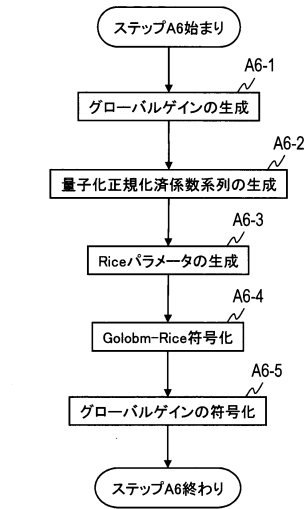 ステップA6始まり
A6-1
グローバルゲインの生成
A6-2
量子化正規化済係数系列の生成
A6-3
Riceパラメータの生成
A6-4
Golobm-Rice符号化
A6-5
グローバルゲインの符号化
ステップA6終わり